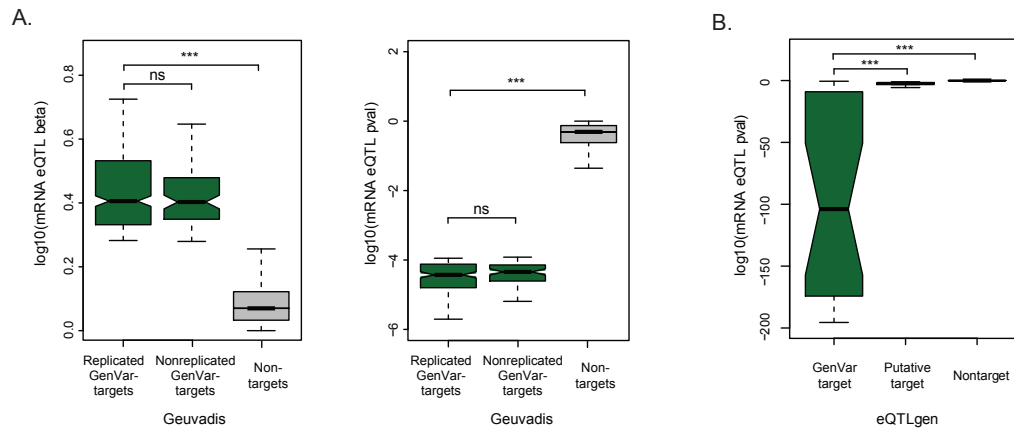 A.
B.
log10(mRNA eQTL beta)
0.8
0.6
0.4
0.2
0.0
***
ns
Replicated
GenVar-
targets
Nonreplicated
GenVar-
targets
Non-
targets
Geuvadis
log10(mRNA eQTL pval)
2
0
−2
−4
−6
***
ns
Replicated
GenVar-
targets
Nonreplicated
GenVar-
targets
Non-
targets
Geuvadis
log10(mRNA eQTL pval)
0
−50
−100
−150
−200
***
***
GenVar
target
Putative
target
Nontarget
eQTLgen